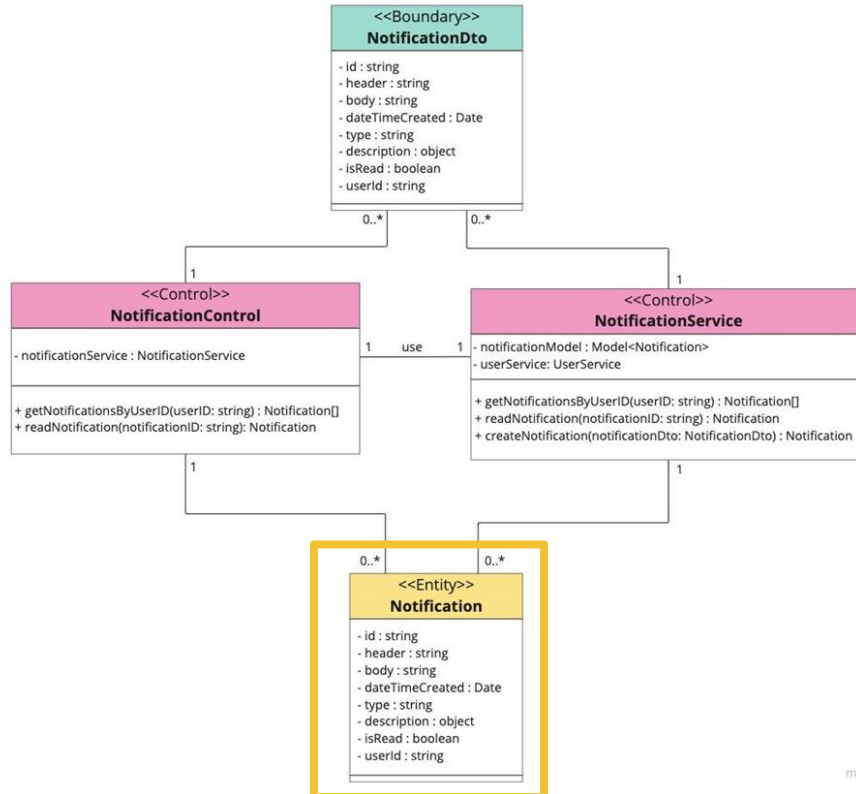 <<Boundary>>
NotificationDto
- id : string
- header : string
- body : string
- dateTimeCreated : Date
- type : string
- description : object
- isRead : boolean
- userId : string
0..*
0..*
1
1
<<Control>>
NotificationControl
- notificationService : NotificationService
+ getNotificationsByUserID(userID: string) : Notification[]
+ readNotification(notificationID: string): Notification
1 use 1
<<Control>>
NotificationService
- notificationModel : Model<Notification>
- userService: UserService
+ getNotificationsByUserID(userID: string) : Notification[]
+ readNotification(notificationID: string) : Notification
+ createNotification(notificationDto: NotificationDto) : Notification
1
1
0..*
0..*
<<Entity>>
Notification
- id : string
- header : string
- body : string
- dateTimeCreated : Date
- type : string
- description : object
- isRead : boolean
- userId : string